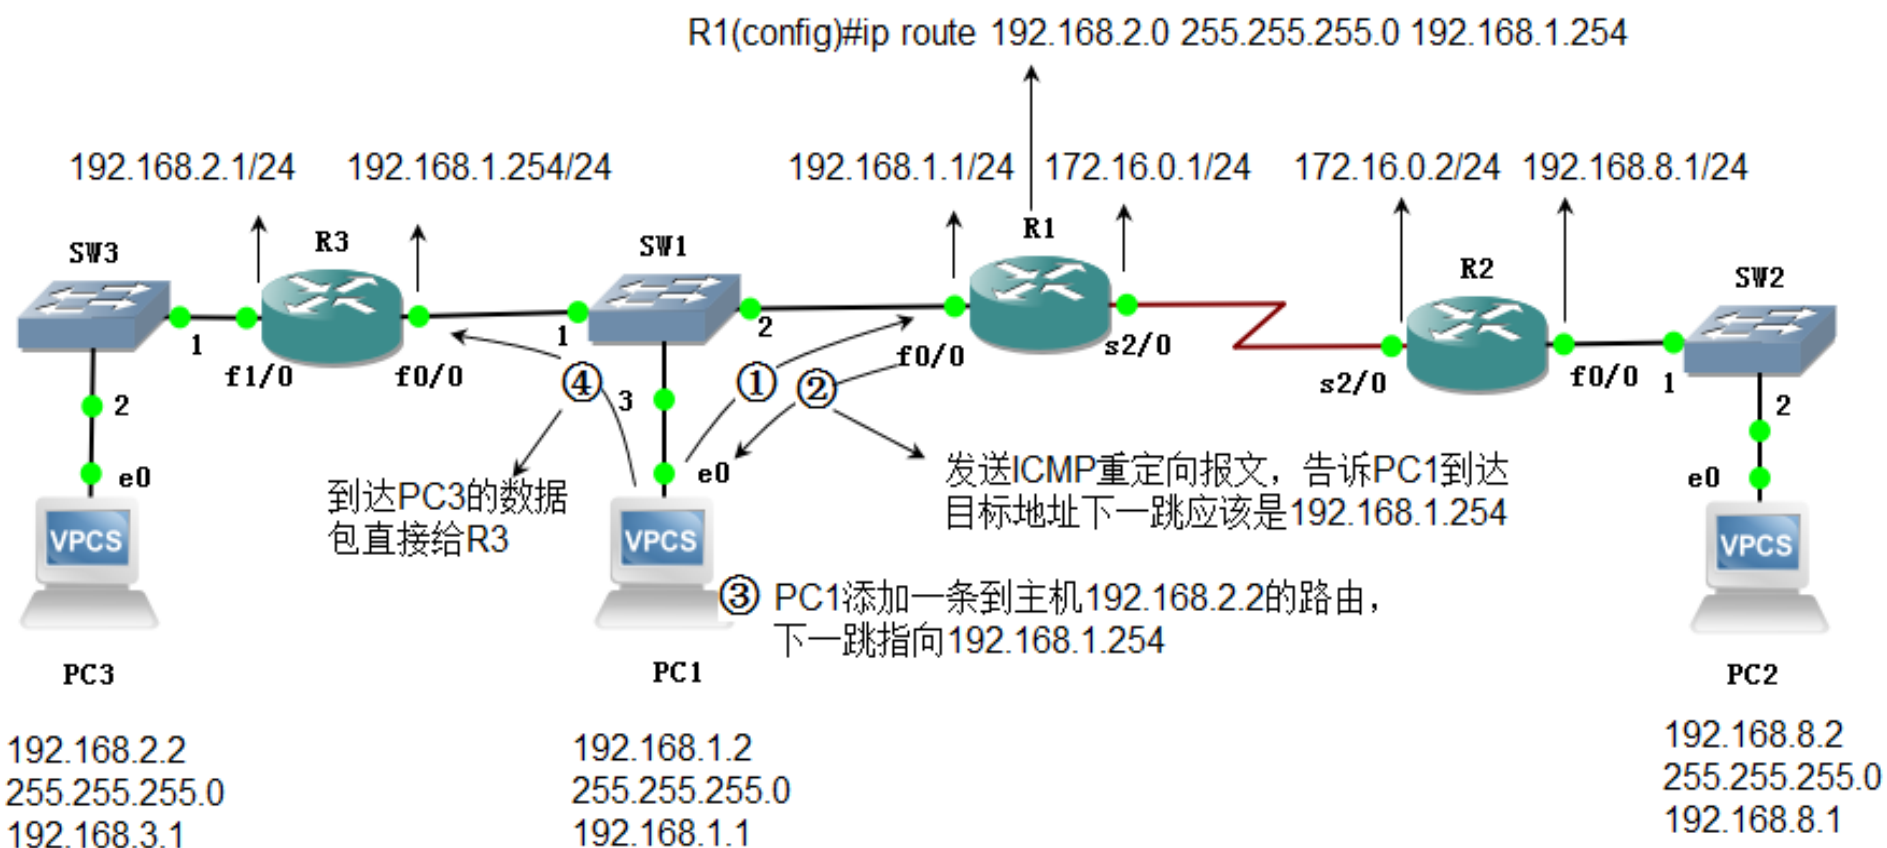 R1(config)#ip route 192.168.2.0 255.255.255.0 192.168.1.254
192.168.2.1/24
192.168.1.254/24
192.168.1.1/24
172.16.0.1/24
172.16.0.2/24
192.168.8.1/24
SW3
R3
SW1
R1
R2
SW2
1
f1/0
f0/0
1
2
f0/0
s2/0
s2/0
f0/0
1
2
e0
④
3
①
②
e0
2
e0
到达PC3的数据
包直接给R3
发送ICMP重定向报文，告诉PC1到达
目标地址下一跳应该是192.168.1.254
VPCS
VPCS
VPCS
③ PC1添加一条到主机192.168.2.2的路由，
下一跳指向192.168.1.254
PC3
PC1
PC2
192.168.2.2
255.255.255.0
192.168.3.1
192.168.1.2
255.255.255.0
192.168.1.1
192.168.8.2
255.255.255.0
192.168.8.1